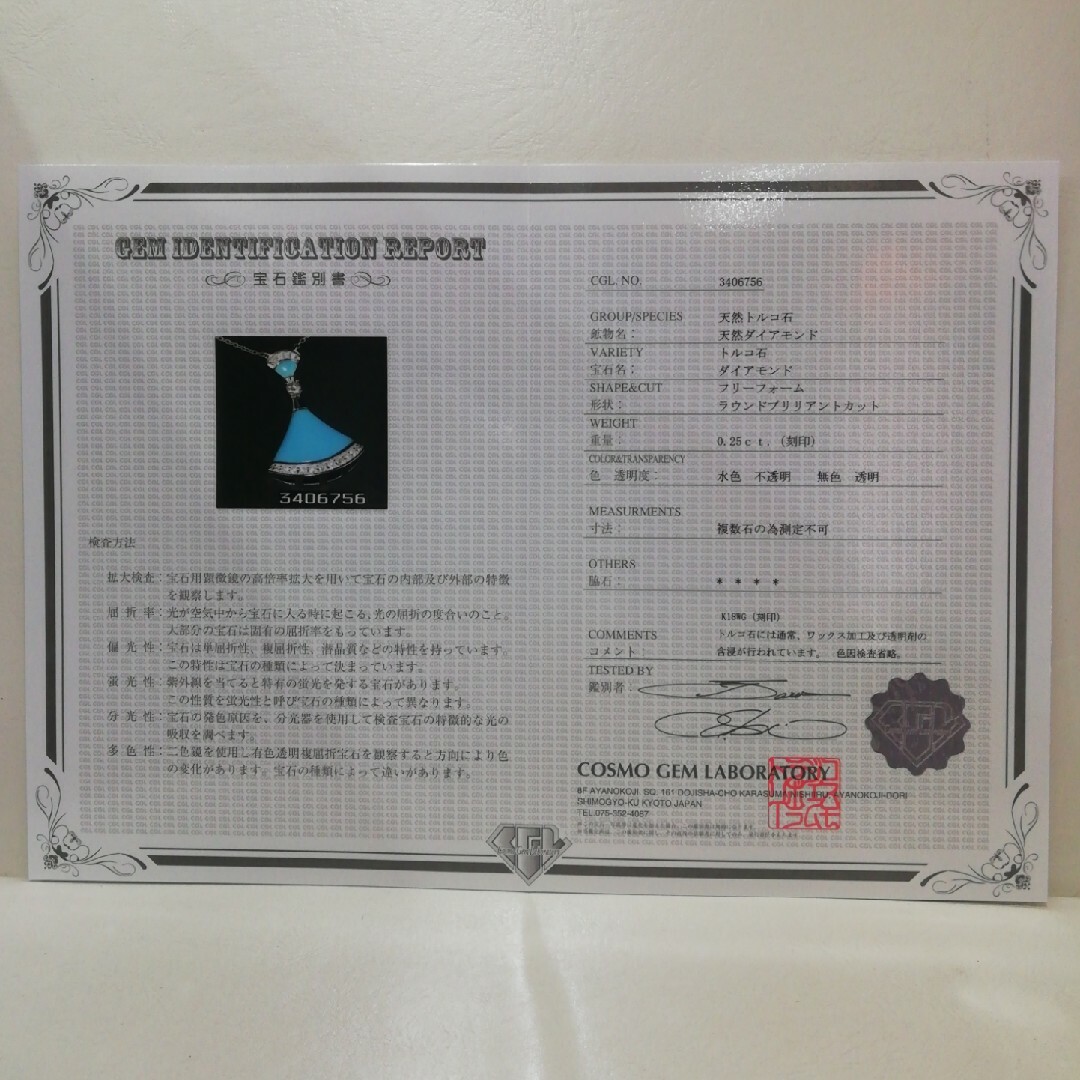 GEM IDENTIFICATION REPORT
宝石鑑別書
3406756
検査方法
拡大検査：宝石用顕微鏡の高倍率拡大を用いて宝石の内部及び外部の特徴
を観察します。
屈折率：光が空気中から宝石に入る時に起こる、光の屈折の度合いのこと。
大部分の宝石は固有の屈折率をもっています。
偏光性：宝石は単屈折性、複屈折性、潜晶質などの特性を持っています。
この特性は宝石の種類によって決まっています。
蛍光性：紫外線を当てると特有の蛍光を発する宝石があります。
この性質を蛍光性と呼び宝石の種類によって異なります。
分光性：宝石の発色原因を、分光器を使用して検査宝石の特徴的な光の
吸収を調べます。
多色性：二色鏡を使用し有色透明複屈折宝石を観察すると方向により色
の変化があります。宝石の種類によって違いがあります。
CGL. NO. 3406756
GROUP/SPECIES 天然トルコ石
鉱物名： 天然ダイアモンド
VARIETY トルコ石
宝石名： ダイアモンド
SHAPE&CUT フリーフォーム
形状： ラウンドブリリアントカット
WEIGHT
重量： 0.25ct.(刻印)
COLOR&TRANSPARENCY
色 透明度： 水色 不透明 無色 透明
MEASURMENTS
寸法： 複数石の為測定不可
OTHERS
脇石： * * * *
K18WG (刻印)
COMMENTS トルコ石には通常、ワックス加工及び透明剤の
コメント： 含浸が行われています。 色因検査省略。
TESTED BY
鑑別者：
CGL
COSMO GEM LABORATORY
6F AYANOKOJI. SQ. 161 DOJISHA-CHO KARASUMA NISHIIRU, AYANOKOJI-DORI
SHIMOGYO-KU KYOTO JAPAN
TEL.075-352-4067